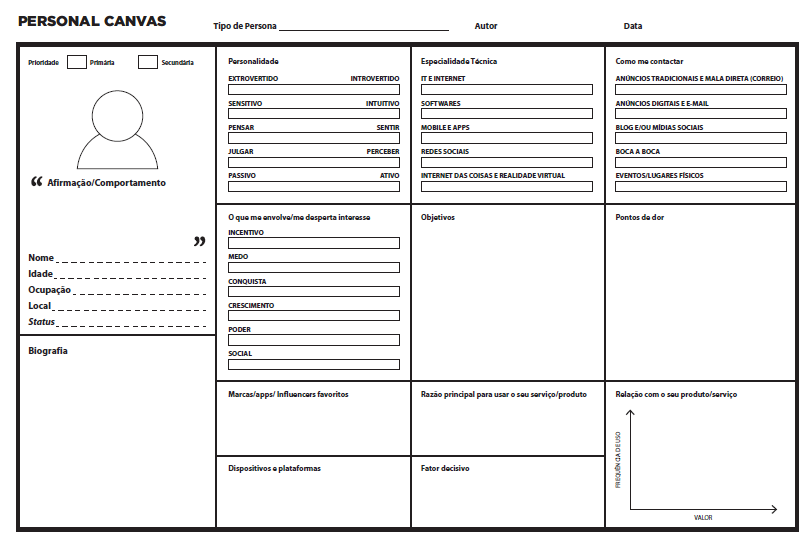 PERSONAL CANVAS
Tipo de Persona
Autor
Data
Prioridade
Primária
Secundária
“ Afirmação/Comportamento
”
Nome
Idade
Ocupação
Local
Status
Biografia
Personalidade
EXTROVERTIDO INTROVERTIDO
SENSITIVO INTUITIVO
PENSAR SENTIR
JULGAR PERCEBER
PASSIVO ATIVO
Especialidade Técnica
IT E INTERNET
SOFTWARES
MOBILE E APPS
REDES SOCIAIS
INTERNET DAS COISAS E REALIDADE VIRTUAL
Como me contactar
ANÚNCIOS TRADICIONAIS E MALA DIRETA (CORREIO)
ANÚNCIOS DIGITAIS E E-MAIL
BLOG E/OU MÍDIAS SOCIAIS
BOCA A BOCA
EVENTOS/LUGARES FÍSICOS
O que me envolve/me desperta interesse
INCENTIVO
MEDO
CONQUISTA
CRESCIMENTO
PODER
SOCIAL
Objetivos
Pontos de dor
Marcas/apps/ Influencers favoritos
Razão principal para usar o seu serviço/produto
Relação com o seu produto/serviço
FREQUÊNCIA DE USO
VALOR
Dispositivos e plataformas
Fator decisivo